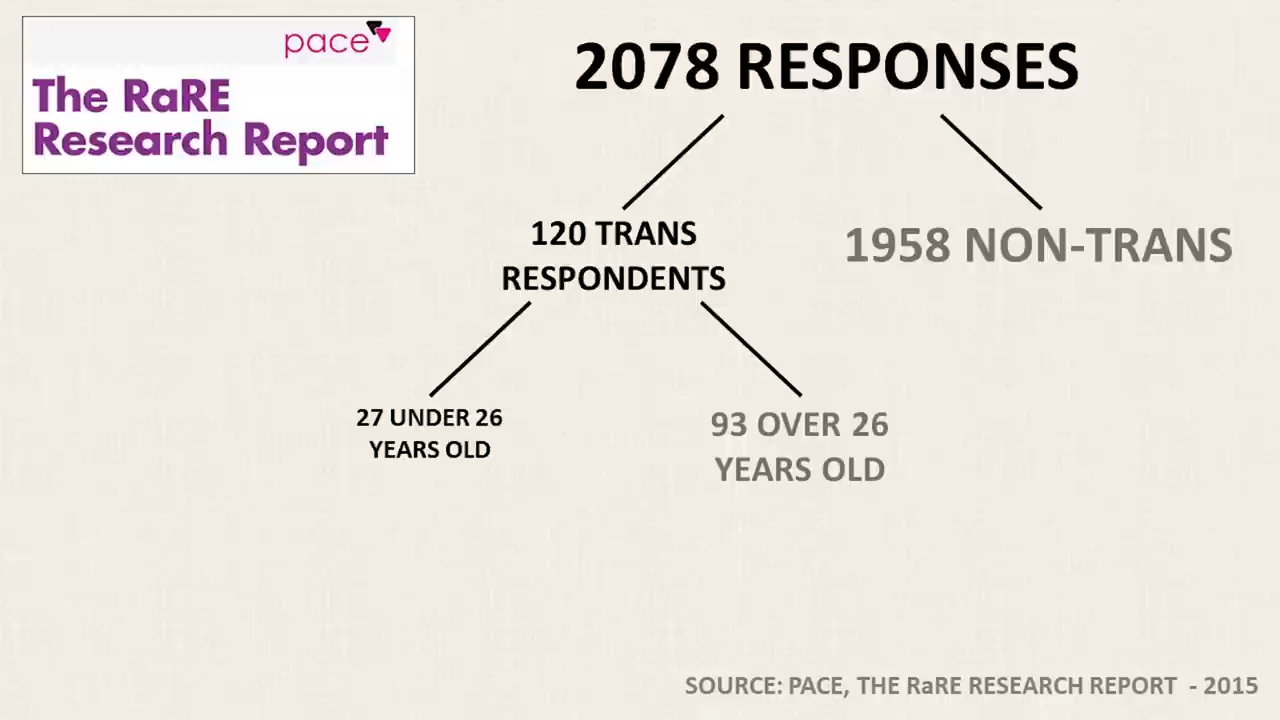 pace
The RaRE
Research Report
2078 RESPONSES
120 TRANS
RESPONDENTS
1958 NON-TRANS
27 UNDER 26
YEARS OLD
93 OVER 26
YEARS OLD
SOURCE: PACE, THE RaRE RESEARCH REPORT - 2015